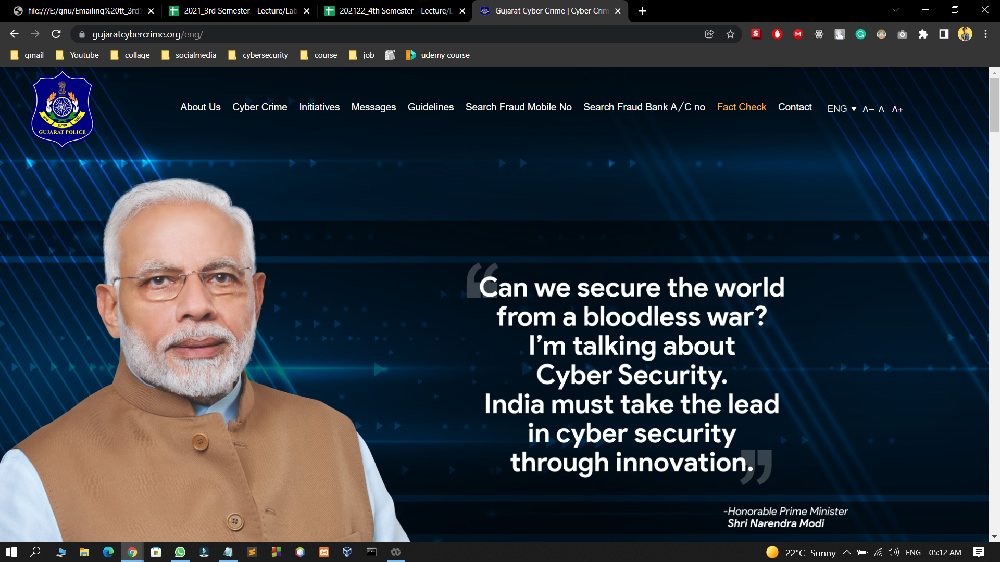 file:///E:/gnu/Emailing%20tt_3rd%
2021_3rd Semester - Lecture/Lab
202122_4th Semester - Lecture/L
Gujarat Cyber Crime | Cyber Crim
gujaratcybercrime.org/eng/
gmail
Youtube
collage
socialmedia
cybersecurity
course
job
udemy course
સેવા
સુરક્ષા
શાંતિ
GUJARAT POLICE
About Us
Cyber Crime
Initiatives
Messages
Guidelines
Search Fraud Mobile No
Search Fraud Bank A/C no
Fact Check
Contact
ENG ▼
A− A A+
“Can we secure the world
from a bloodless war?
I’m talking about
Cyber Security.
India must take the lead
in cyber security
through innovation.”
-Honorable Prime Minister
Shri Narendra Modi
22°C Sunny
ENG
05:12 AM